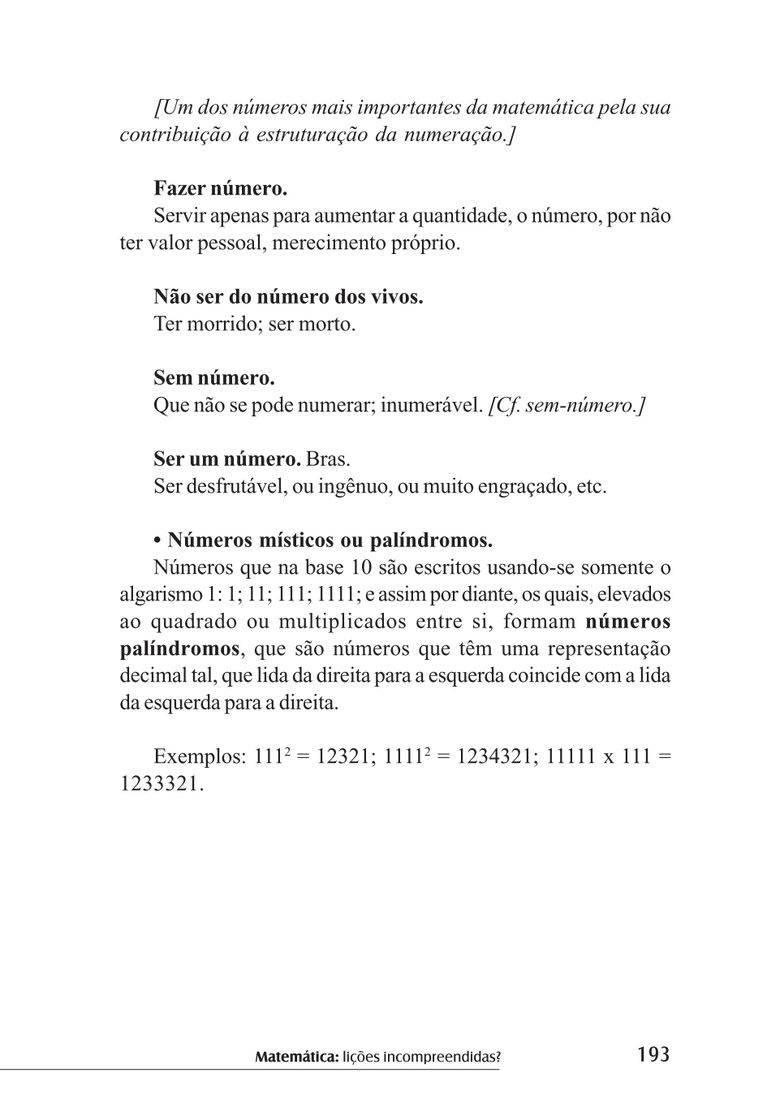 [Um dos números mais importantes da matemática pela sua
contribuição à estruturação da numeração.]
Fazer número.
Servir apenas para aumentar a quantidade, o número, por não
ter valor pessoal, merecimento próprio.
Não ser do número dos vivos.
Ter morrido; ser morto.
Sem número.
Que não se pode numerar; inumerável. [Cf. sem-número.]
Ser um número. Bras.
Ser desfrutável, ou ingênuo, ou muito engraçado, etc.
• Números místicos ou palíndromos.
Números que na base 10 são escritos usando-se somente o
algarismo 1: 1; 11; 111; 1111; e assim por diante, os quais, elevados
ao quadrado ou multiplicados entre si, formam números
palíndromos, que são números que têm uma representação
decimal tal, que lida da direita para a esquerda coincide com a lida
da esquerda para a direita.
Exemplos: 111² = 12321; 1111² = 1234321; 11111 x 111 =
1233321.
Matemática: lições incompreendidas? 193